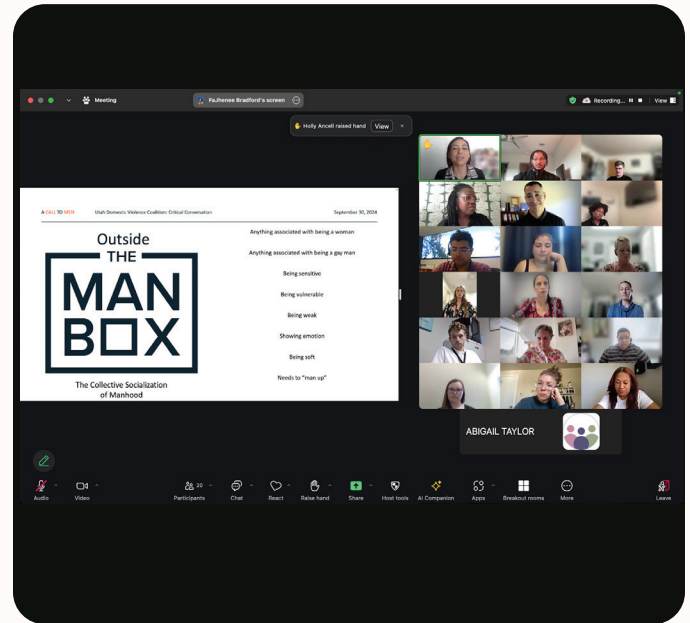 Meeting
FaJhenee Bradford's screen
Recording...
View
Holly Ancell raised hand
View
A CALL TO MEN
Utah Domestic Violence Coalition: Critical Conversation
September 30, 2024
Outside
THE
MAN
BOX
The Collective Socialization
of Manhood
Anything associated with being a woman
Anything associated with being a gay man
Being sensitive
Being vulnerable
Being weak
Showing emotion
Being soft
Needs to "man up"
ABIGAIL TAYLOR
Audio
Video
20
Participants
Chat
React
Raise hand
Share
Host tools
AI Companion
Apps
Breakout rooms
More
Leave